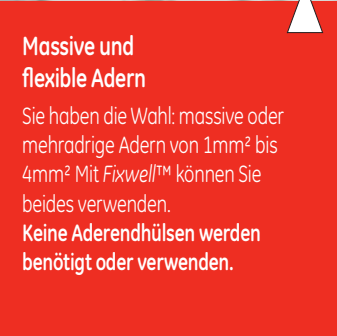 Massive und
flexible Adern
Sie haben die Wahl: massive oder
mehradrige Adern von 1mm² bis
4mm² Mit Fixwell™ können Sie
beides verwenden.
Keine Aderendhülsen werden
benötigt oder verwenden.